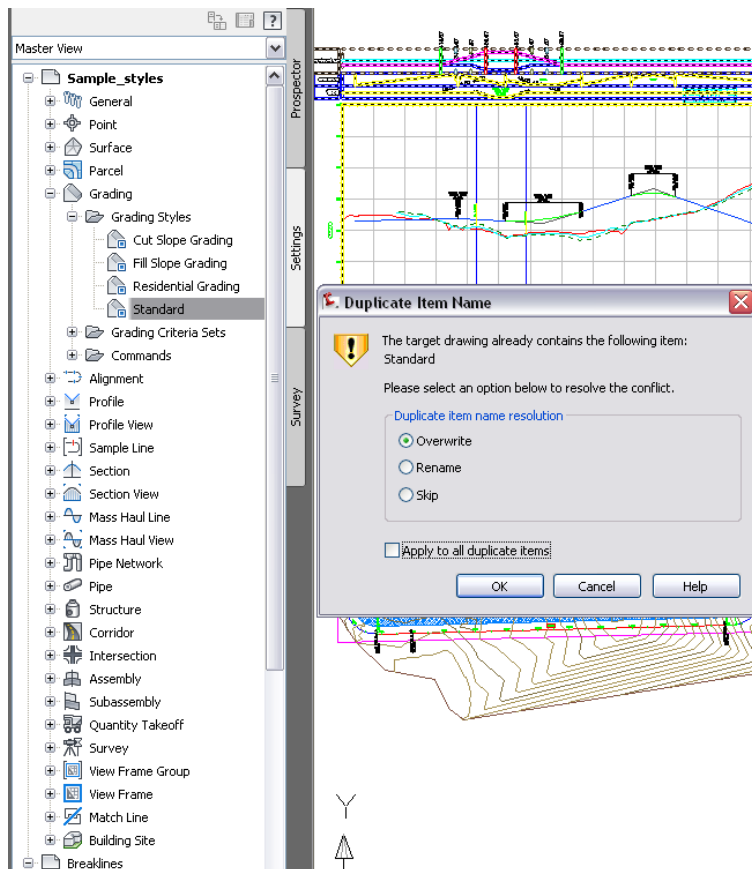 ?
Master View
Sample_styles
General
Point
Surface
Parcel
Grading
Grading Styles
Cut Slope Grading
Fill Slope Grading
Residential Grading
Standard
Grading Criteria Sets
Commands
Alignment
Profile
Profile View
Sample Line
Section
Section View
Mass Haul Line
Mass Haul View
Pipe Network
Pipe
Structure
Corridor
Intersection
Assembly
Subassembly
Quantity Takeoff
Survey
View Frame Group
View Frame
Match Line
Building Site
Breaklines
Prospector
Settings
Survey
Duplicate Item Name
The target drawing already contains the following item:
Standard
Please select an option below to resolve the conflict.
Duplicate item name resolution
Overwrite
Rename
Skip
Apply to all duplicate items
OK
Cancel
Help
Y